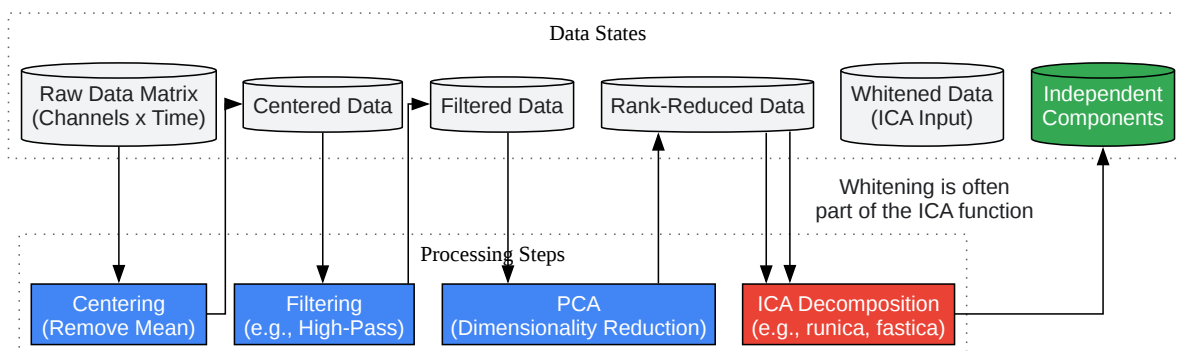 Data States
Raw Data Matrix
(Channels x Time)
Centered Data
Filtered Data
Rank-Reduced Data
Whitened Data
(ICA Input)
Independent
Components
Whitening is often
part of the ICA function
Processing Steps
Centering
(Remove Mean)
Filtering
(e.g., High-Pass)
PCA
(Dimensionality Reduction)
ICA Decomposition
(e.g., runica, fastica)